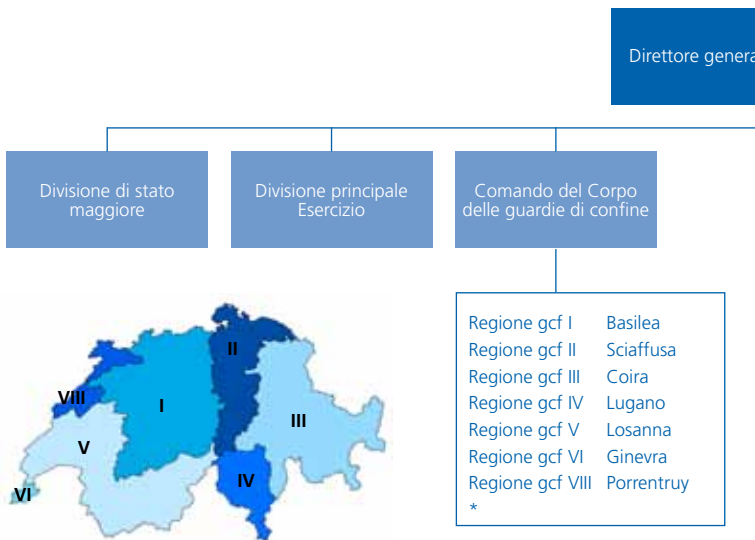 Direttore genera
Divisione di stato
maggiore
Divisione principale
Esercizio
Comando del Corpo
delle guardie di confine
Regione gcf I Basilea
Regione gcf II Sciaffusa
Regione gcf III Coira
Regione gcf IV Lugano
Regione gcf V Losanna
Regione gcf VI Ginevra
Regione gcf VIII Porrentruy
*
II
VIII
I
III
V
IV
VI